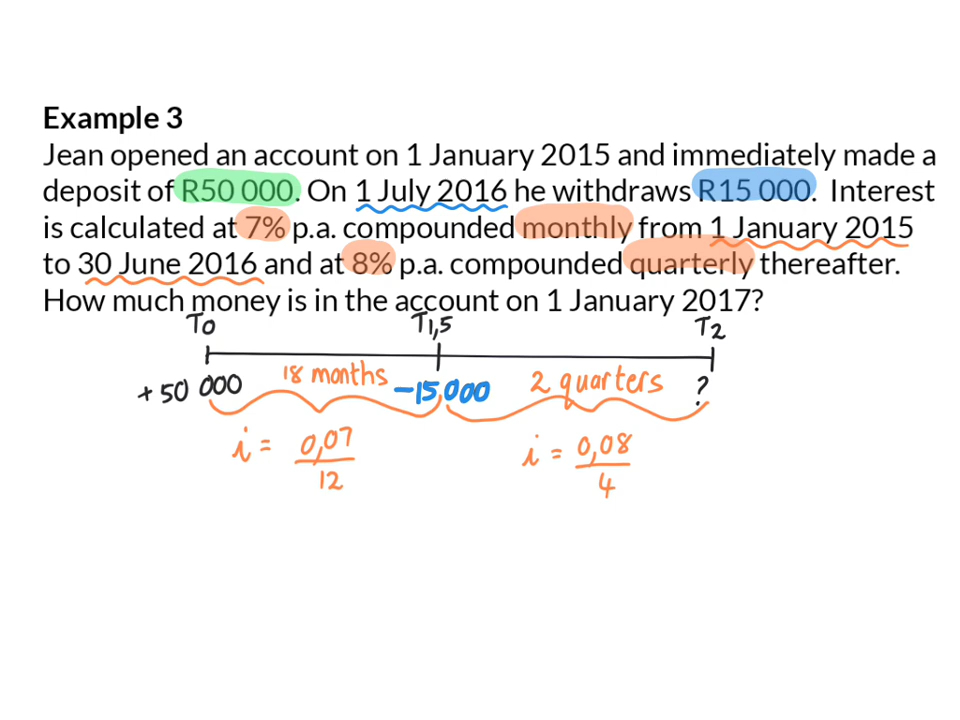 Example 3
Jean opened an account on 1 January 2015 and immediately made a
deposit of R50 000. On 1 July 2016 he withdraws R15 000. Interest
is calculated at 7% p.a. compounded monthly from 1 January 2015
to 30 June 2016 and at 8% p.a. compounded quarterly thereafter.
How much money is in the account on 1 January 2017?
T0 T1,5 T2
+50 000 18 months -15 000 2 quarters ?
i = 0,07/12 i = 0,08/4